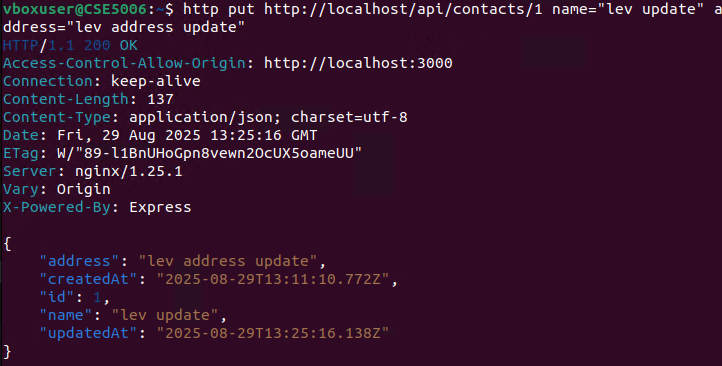 vboxuser@CSE5006:~$ http put http://localhost/api/contacts/1 name="lev update" a
ddress="lev address update"
HTTP/1.1 200 OK
Access-Control-Allow-Origin: http://localhost:3000
Connection: keep-alive
Content-Length: 137
Content-Type: application/json; charset=utf-8
Date: Fri, 29 Aug 2025 13:25:16 GMT
ETag: W/"89-l1BnUHoGpn8vewn2OcUX5oameUU"
Server: nginx/1.25.1
Vary: Origin
X-Powered-By: Express
{
    "address": "lev address update",
    "createdAt": "2025-08-29T13:11:10.772Z",
    "id": 1,
    "name": "lev update",
    "updatedAt": "2025-08-29T13:25:16.138Z"
}